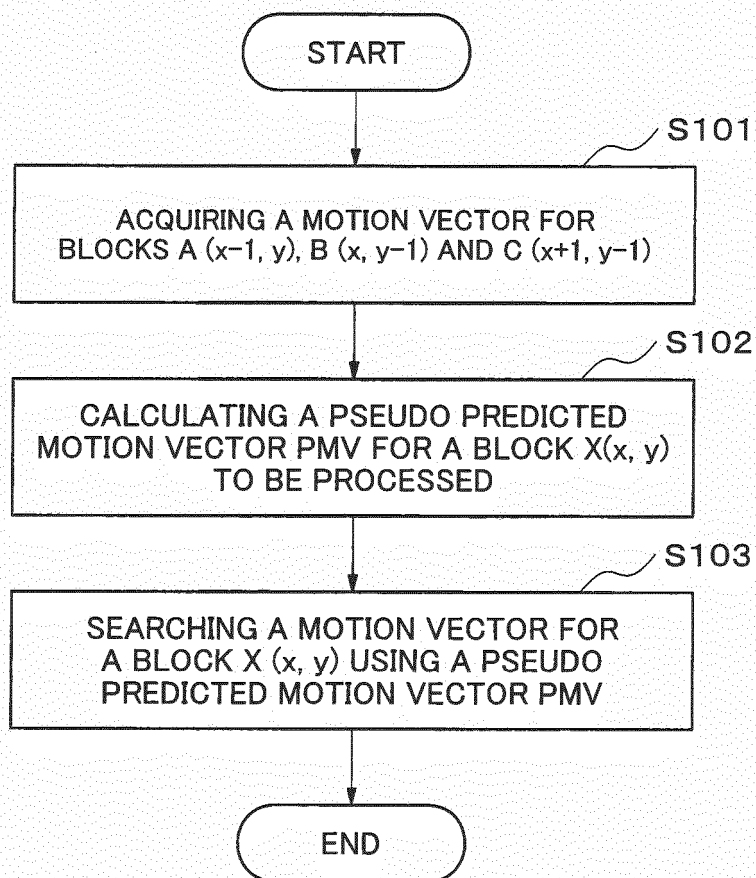 START
S101
ACQUIRING A MOTION VECTOR FOR
BLOCKS A (x−1, y), B (x, y−1) AND C (x+1, y−1)
S102
CALCULATING A PSEUDO PREDICTED
MOTION VECTOR PMV FOR A BLOCK X(x, y)
TO BE PROCESSED
S103
SEARCHING A MOTION VECTOR FOR
A BLOCK X (x, y) USING A PSEUDO
PREDICTED MOTION VECTOR PMV
END